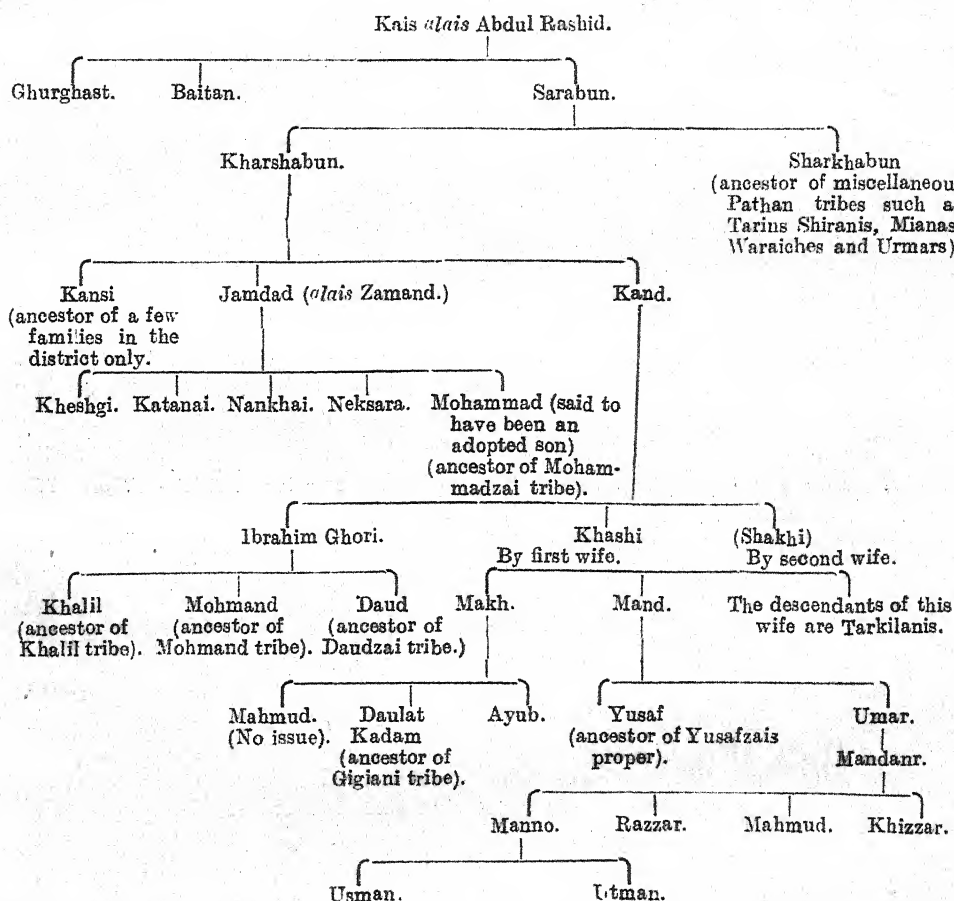 Kais alais Abdul Rashid.
Ghurghast. Baitan. Sarabun.
Kharshabun. Sharkhabun
(ancestor of miscellaneou
Pathan tribes such a
Tarins Shiranis, Mianas
Waraiches and Urmars)
Kansi Jamdad (alais Zamand.) Kand.
(ancestor of a few
families in the
district only.
Kheshgi. Katanai. Nankhai. Neksara. Mohammad (said to
have been an
adopted son)
(ancestor of Moham-
madzai tribe).
Ibrahim Ghori. Khashi (Shakhi)
By first wife. By second wife.
Khalil Mohmand Daud Makh. Mand. The descendants of this
(ancestor of (ancestor of (ancestor of wife are Tarkilanis.
Khalil tribe). Mohmand tribe). Daudzai tribe.)
Mahmud. Daulat Ayub. Yusaf Umar.
(No issue). Kadam (ancestor of Yusafzais
(ancestor of proper). Mandanr.
Gigiani tribe).
Manno. Razzar. Mahmud. Khizzar.
Usman. Utman.